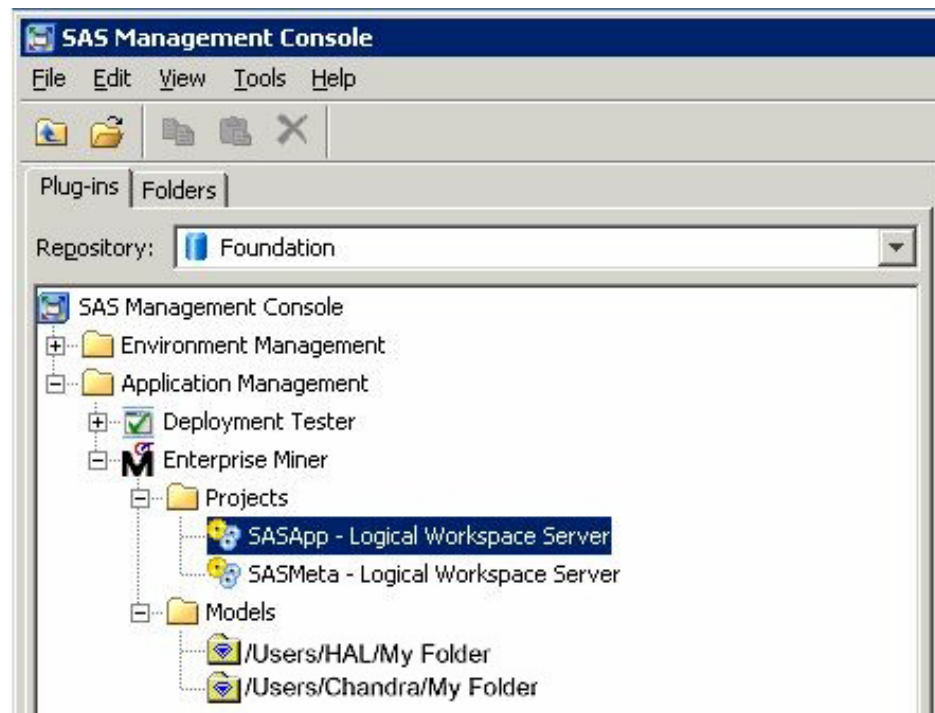 SAS Management Console
File Edit View Tools Help
Plug-ins Folders
Repository: Foundation
SAS Management Console
Environment Management
Application Management
Deployment Tester
Enterprise Miner
Projects
SASApp - Logical Workspace Server
SASMeta - Logical Workspace Server
Models
/Users/HAL/My Folder
/Users/Chandra/My Folder